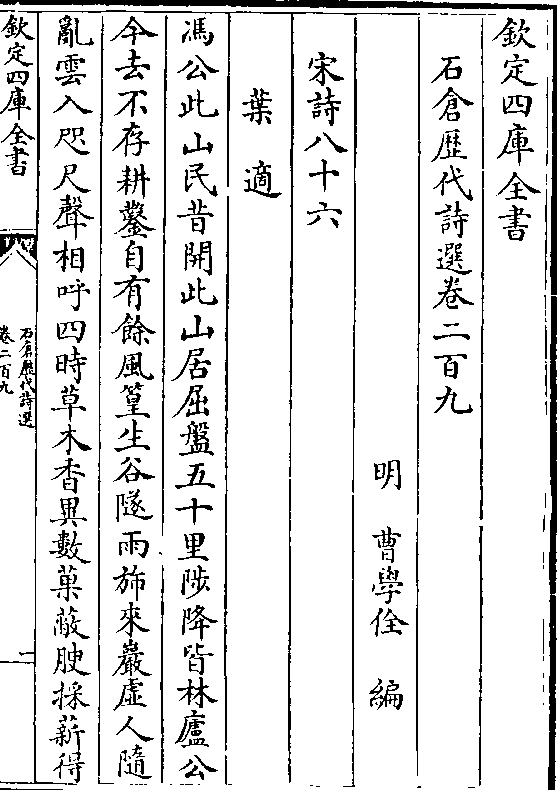 欽定四庫全書
石倉歷代詩選卷二百九
明 曹學佺 編
宋詩八十六
葉適
馮公此山民昔開此山居屈盤五十里陟降皆林廬公
今去不存耕鑿自有餘風篁生谷隧雨斾來巖虛人隨
亂雲入咫尺聲相呼四時草木香異數菓蔽腴採薪得
欽定四庫全書
石倉歷代詩選
卷二百九
一